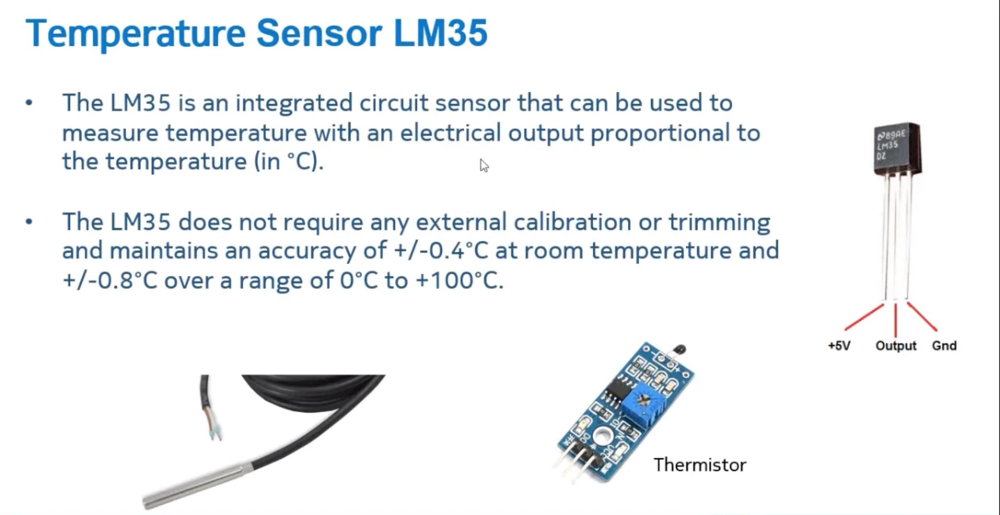 Temperature Sensor LM35
• The LM35 is an integrated circuit sensor that can be used to
measure temperature with an electrical output proportional to
the temperature (in °C).
• The LM35 does not require any external calibration or trimming
and maintains an accuracy of +/-0.4°C at room temperature and
+/-0.8°C over a range of 0°C to +100°C.
89AE
LM35
DZ
+5V Output Gnd
DO
VCC
Thermistor